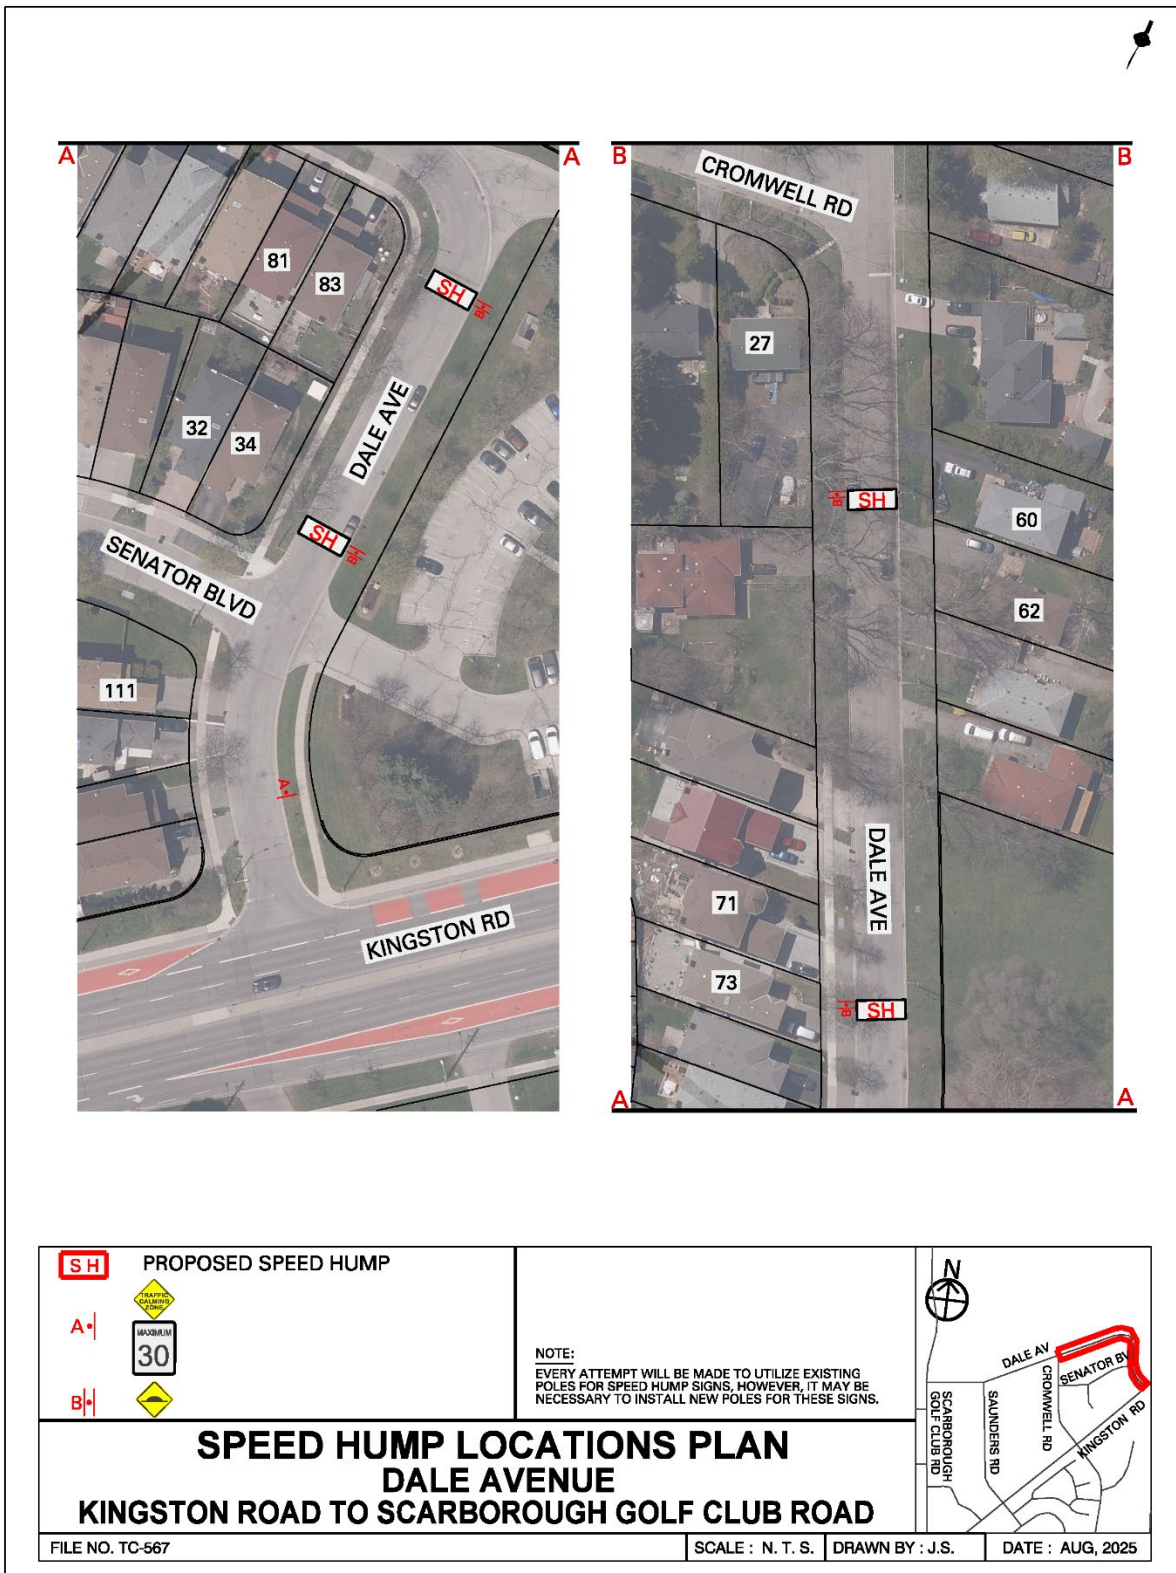 A
A
81
83
SH
B
DALE AVE
32
34
SH
B
SENATOR BLVD
111
A
KINGSTON RD
B
B
CROMWELL RD
27
B
SH
60
62
DALE AVE
71
73
B
SH
A
A
S H
PROPOSED SPEED HUMP
TRAFFIC
CALMING
ZONE
A
MAXIMUM
30
B
NOTE:
EVERY ATTEMPT WILL BE MADE TO UTILIZE EXISTING
POLES FOR SPEED HUMP SIGNS, HOWEVER, IT MAY BE
NECESSARY TO INSTALL NEW POLES FOR THESE SIGNS.
N
DALE AV
SENATOR BV
CROMWELL RD
KINGSTON RD
SAUNDERS RD
SCARBOROUGH
GOLF CLUB RD
SPEED HUMP LOCATIONS PLAN
DALE AVENUE
KINGSTON ROAD TO SCARBOROUGH GOLF CLUB ROAD
FILE NO. TC-567
SCALE : N. T. S.
DRAWN BY : J.S.
DATE : AUG, 2025